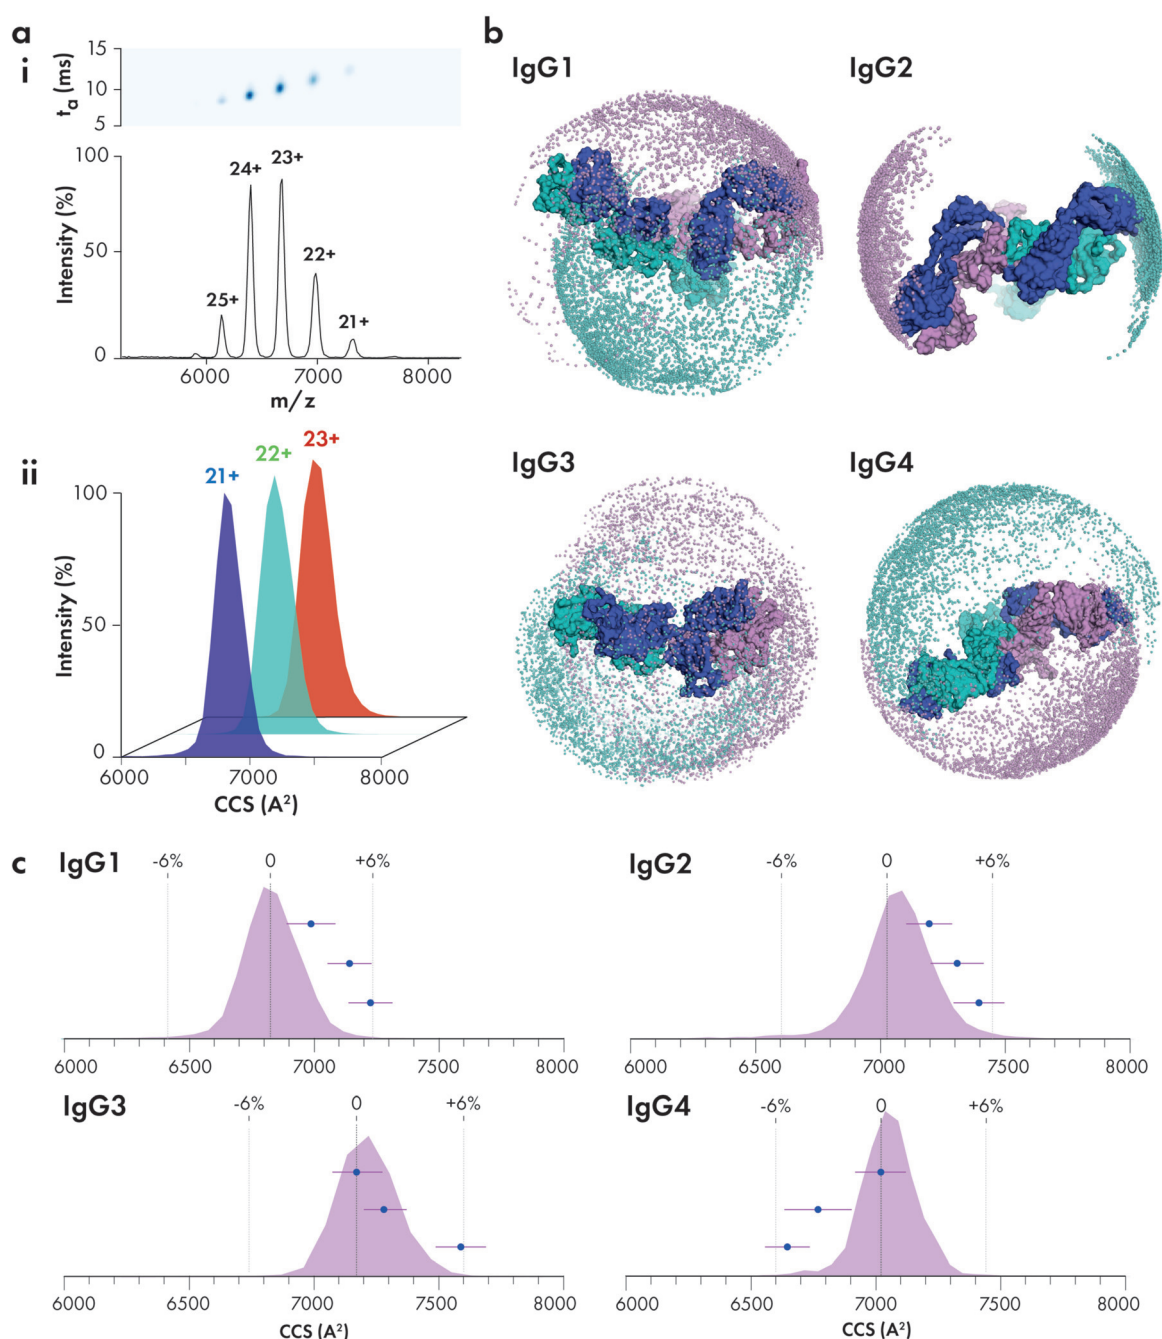 a
i
15
10
5
t_a (ms)
100
50
0
Intensity (%)
25+
24+
23+
22+
21+
6000 7000 8000
m/z
ii
21+
22+
23+
100
50
0
Intensity (%)
6000 7000 8000
CCS (A²)
b
IgG1
IgG2
IgG3
IgG4
c
IgG1
-6% 0 +6%
6000 6500 7000 7500 8000
IgG2
-6% 0 +6%
6000 6500 7000 7500 8000
IgG3
-6% 0 +6%
6000 6500 7000 7500 8000
CCS (A²)
IgG4
-6% 0 +6%
6000 6500 7000 7500 8000
CCS (A²)